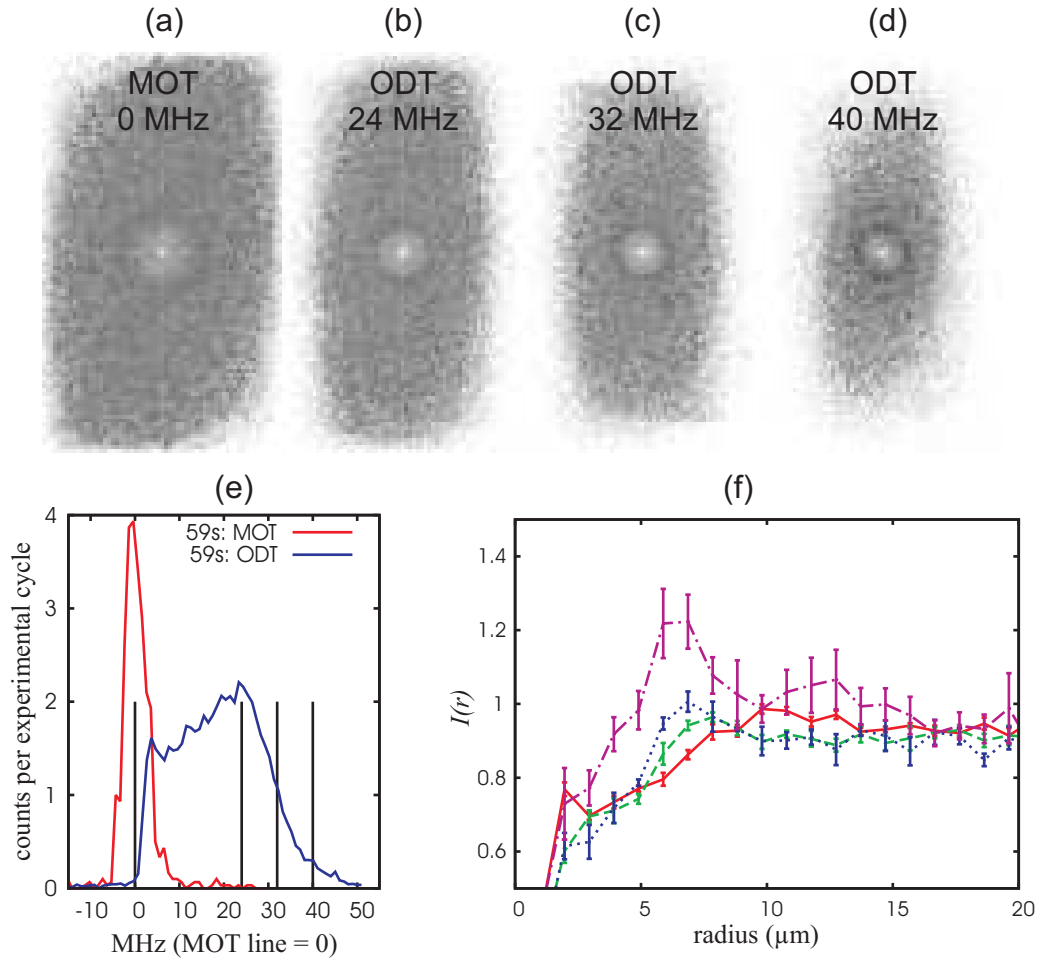 (a) (b) (c) (d)
MOT ODT ODT ODT
0 MHz 24 MHz 32 MHz 40 MHz
(e) (f)
4
3
2
1
0
counts per experimental cycle
59s: MOT
59s: ODT
-10 0 10 20 30 40 50
MHz (MOT line = 0)
1.4
1.2
1
0.8
0.6
I(r)
0 5 10 15 20
radius (µm)